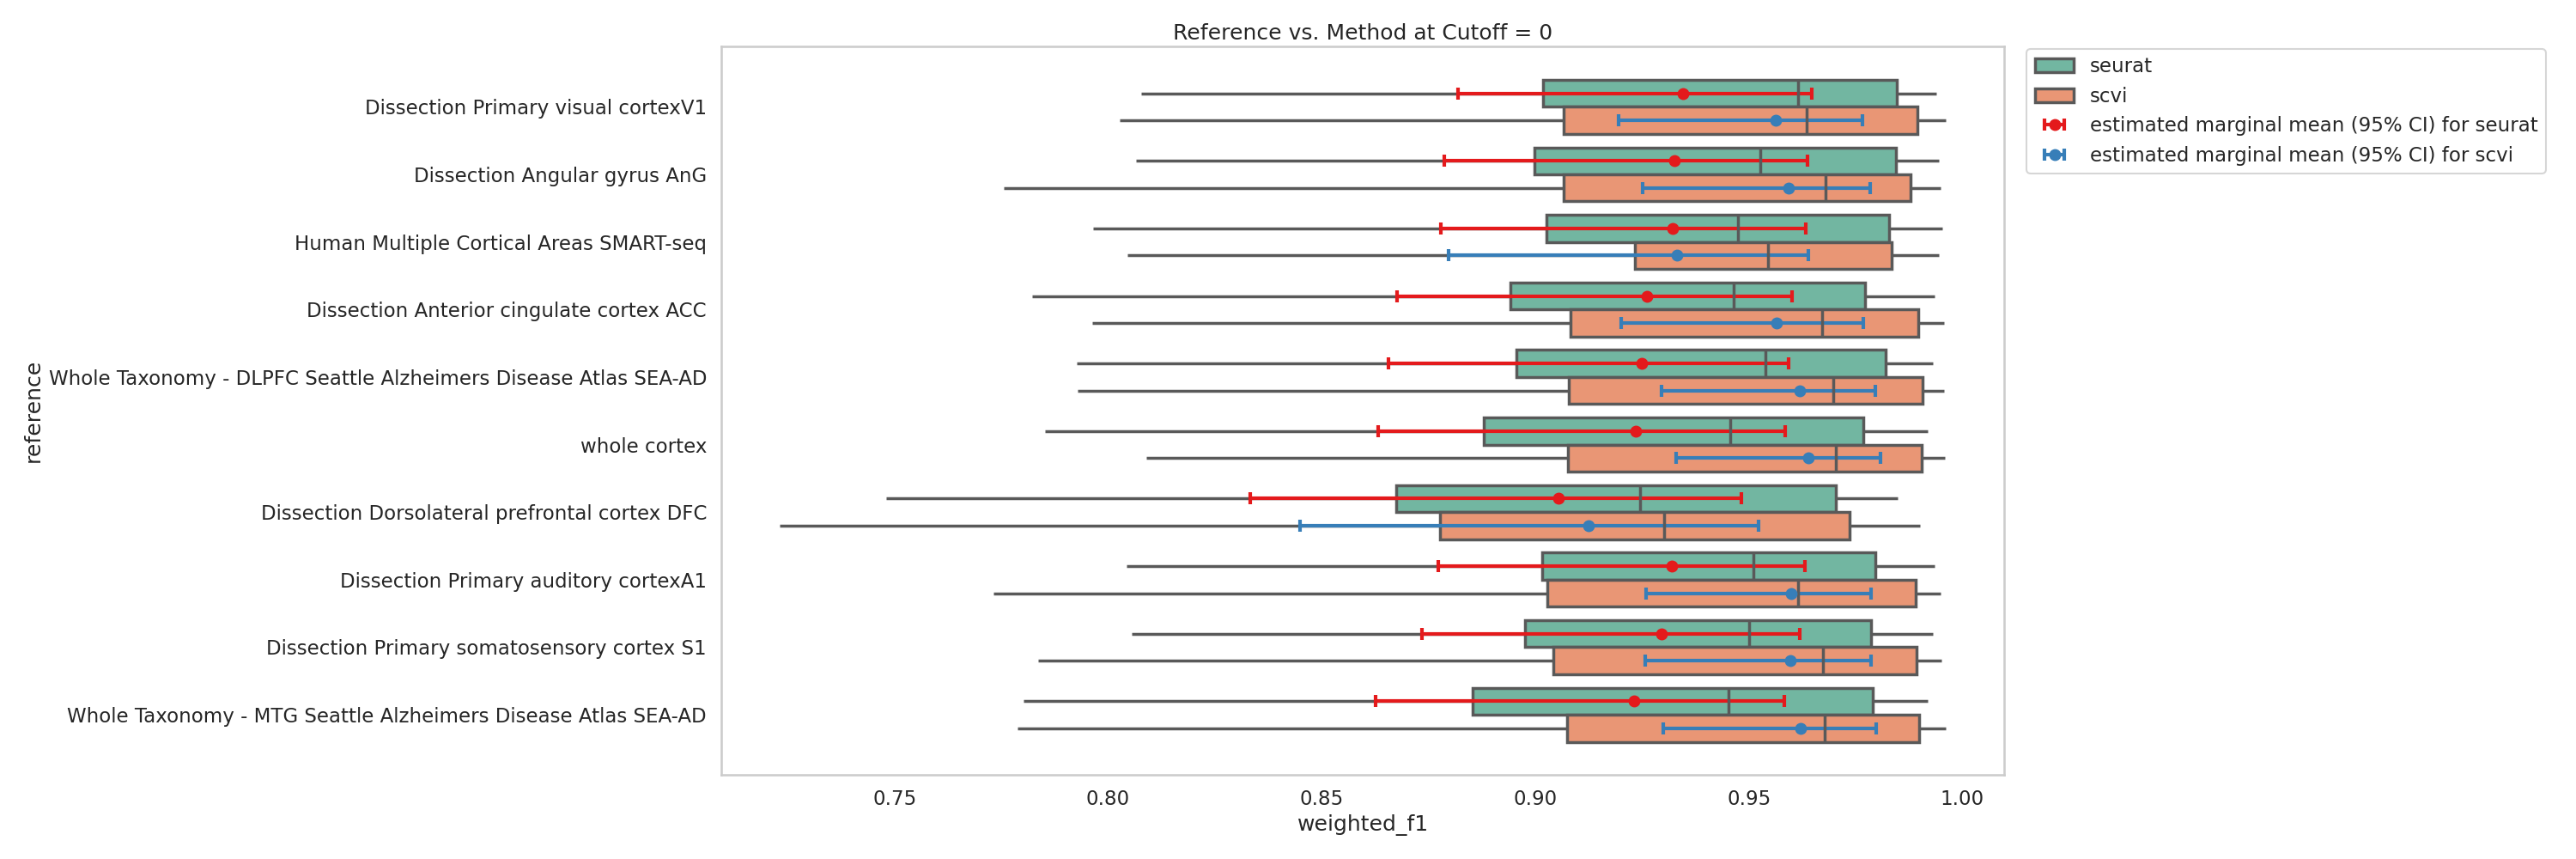 Reference vs. Method at Cutoff = 0
seurat
scvi
estimated marginal mean (95% CI) for seurat
estimated marginal mean (95% CI) for scvi
reference
Dissection Primary visual cortexV1
Dissection Angular gyrus AnG
Human Multiple Cortical Areas SMART-seq
Dissection Anterior cingulate cortex ACC
Whole Taxonomy - DLPFC Seattle Alzheimers Disease Atlas SEA-AD
whole cortex
Dissection Dorsolateral prefrontal cortex DFC
Dissection Primary auditory cortexA1
Dissection Primary somatosensory cortex S1
Whole Taxonomy - MTG Seattle Alzheimers Disease Atlas SEA-AD
0.75 0.80 0.85 0.90 0.95 1.00
weighted_f1